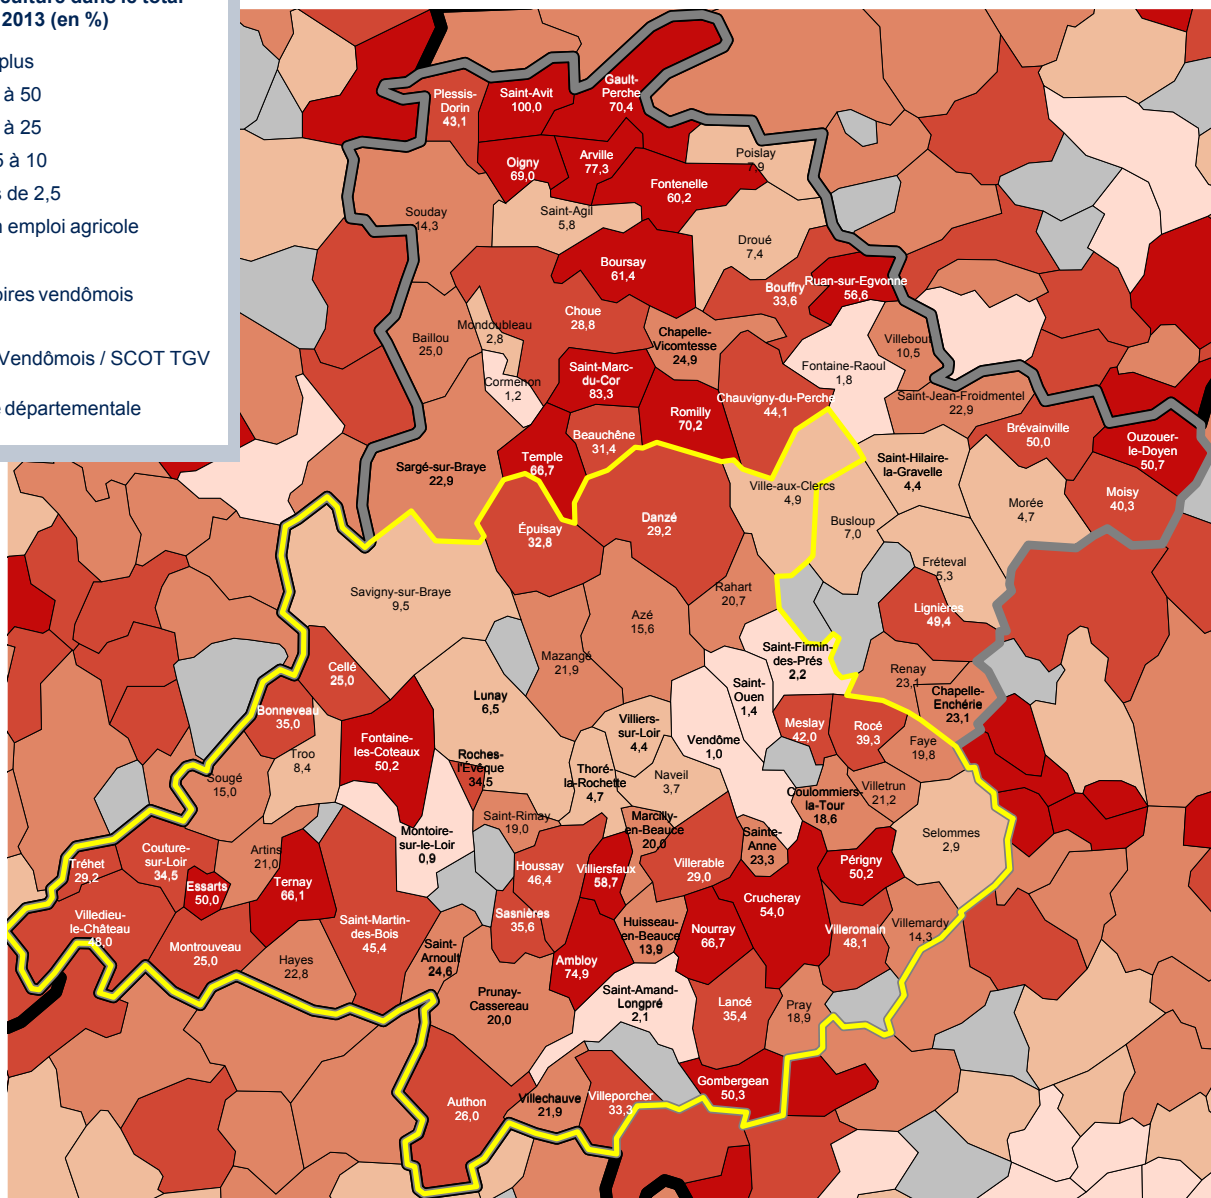 culture dans le total
2013 (en %)
plus
à 50
à 25
5 à 10
s de 2,5
n emploi agricole
oires vendômois
Vendômois / SCOT TGV
e départementale
Gault-
Perche
70,4
Plessis-
Dorin
43,1
Saint-Avit
100,0
Oigny
69,0
Arville
77,3
Poislay
7,9
Fontenelle
60,2
Souday
14,3
Saint-Agil
5,8
Droué
7,4
Boursay
61,4
Bouffry
33,6
Ruan-sur-Egvonne
56,6
Choue
28,8
Mondoubleau
2,8
Baillou
25,0
Chapelle-
Vicomtesse
24,9
Villebout
10,5
Fontaine-Raoul
1,8
Cormenon
1,2
Saint-Marc-
du-Cor
83,3
Chauvigny-du-Perche
44,1
Saint-Jean-Froidmentel
22,9
Romilly
70,2
Beauchêne
31,4
Brévainville
50,0
Ouzouer-
le-Doyen
50,7
Temple
66,7
Sargé-sur-Braye
22,9
Saint-Hilaire-
la-Gravelle
4,4
Ville-aux-Clercs
4,9
Moisy
40,3
Morée
4,7
Épuisay
32,8
Danzé
29,2
Busloup
7,0
Fréteval
5,3
Savigny-sur-Braye
9,5
Rahart
20,7
Lignières
49,4
Azé
15,6
Mazangé
21,9
Saint-Firmin-
des-Prés
2,2
Cellé
25,0
Renay
23,1
Chapelle-
Enchérie
23,1
Saint-
Ouen
1,4
Lunay
6,5
Bonneveau
35,0
Villiers-
sur-Loir
4,4
Meslay
42,0
Rocé
39,3
Fontaine-
les-Coteaux
50,2
Vendôme
1,0
Faye
19,8
Troo
8,4
Roches-
l'Évêque
34,5
Thoré-
la-Rochette
4,7
Naveil
3,7
Sougé
15,0
Villetrun
21,2
Coulommiers-
la-Tour
18,6
Saint-Rimay
19,0
Marcilly-
en-Beauce
20,0
Montoire-
sur-le-Loir
0,9
Sainte-
Anne
23,3
Selommes
2,9
Couture-
sur-Loir
34,5
Artins
21,0
Tréhet
29,2
Essarts
50,0
Ternay
66,1
Houssay
46,4
Villiersfaux
58,7
Villerable
29,0
Périgny
50,2
Crucheray
54,0
Villedieu-
le-Château
48,0
Saint-Martin-
des-Bois
45,4
Sasnières
35,6
Huisseau-
en-Beauce
13,9
Nourray
66,7
Villeromain
48,1
Villemardy
14,3
Montrouveau
25,0
Hayes
22,8
Saint-
Arnoult
24,6
Ambloy
74,9
Prunay-
Cassereau
20,0
Saint-Amand-
Longpré
2,1
Lancé
35,4
Pray
18,9
Gombergean
50,3
Authon
26,0
Villechauve
21,9
Villeporcher
33,3